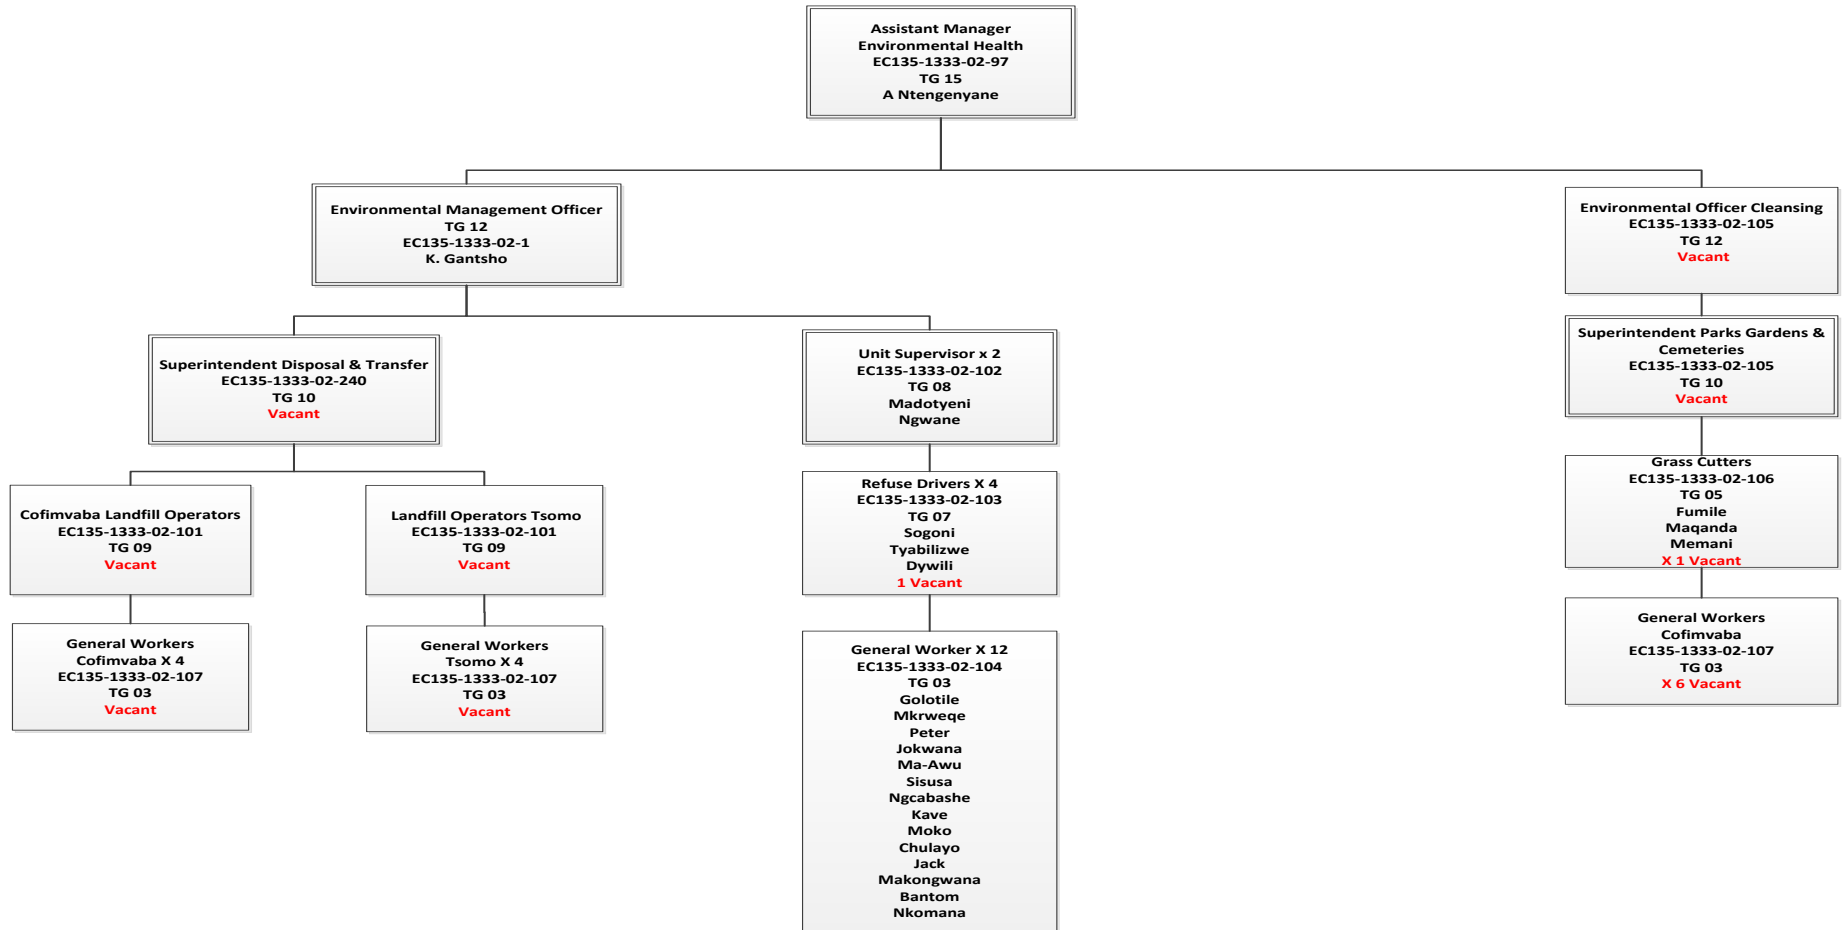 Assistant Manager
Environmental Health
EC135-1333-02-97
TG 15
A Ntengenyane
Environmental Management Officer
TG 12
EC135-1333-02-1
K. Gantsho
Environmental Officer Cleansing
EC135-1333-02-105
TG 12
Vacant
Superintendent Disposal & Transfer
EC135-1333-02-240
TG 10
Vacant
Unit Supervisor x 2
EC135-1333-02-102
TG 08
Madotyeni
Ngwane
Superintendent Parks Gardens &
Cemeteries
EC135-1333-02-105
TG 10
Vacant
Cofimvaba Landfill Operators
EC135-1333-02-101
TG 09
Vacant
Landfill Operators Tsomo
EC135-1333-02-101
TG 09
Vacant
Refuse Drivers X 4
EC135-1333-02-103
TG 07
Sogoni
Tyabilizwe
Dywili
1 Vacant
Grass Cutters
EC135-1333-02-106
TG 05
Fumile
Maqanda
Memani
X 1 Vacant
General Workers
Cofimvaba X 4
EC135-1333-02-107
TG 03
Vacant
General Workers
Tsomo X 4
EC135-1333-02-107
TG 03
Vacant
General Worker X 12
EC135-1333-02-104
TG 03
Golotile
Mkrweqe
Peter
Jokwana
Ma-Awu
Sisusa
Ngcabashe
Kave
Moko
Chulayo
Jack
Makongwana
Bantom
Nkomana
General Workers
Cofimvaba
EC135-1333-02-107
TG 03
X 6 Vacant